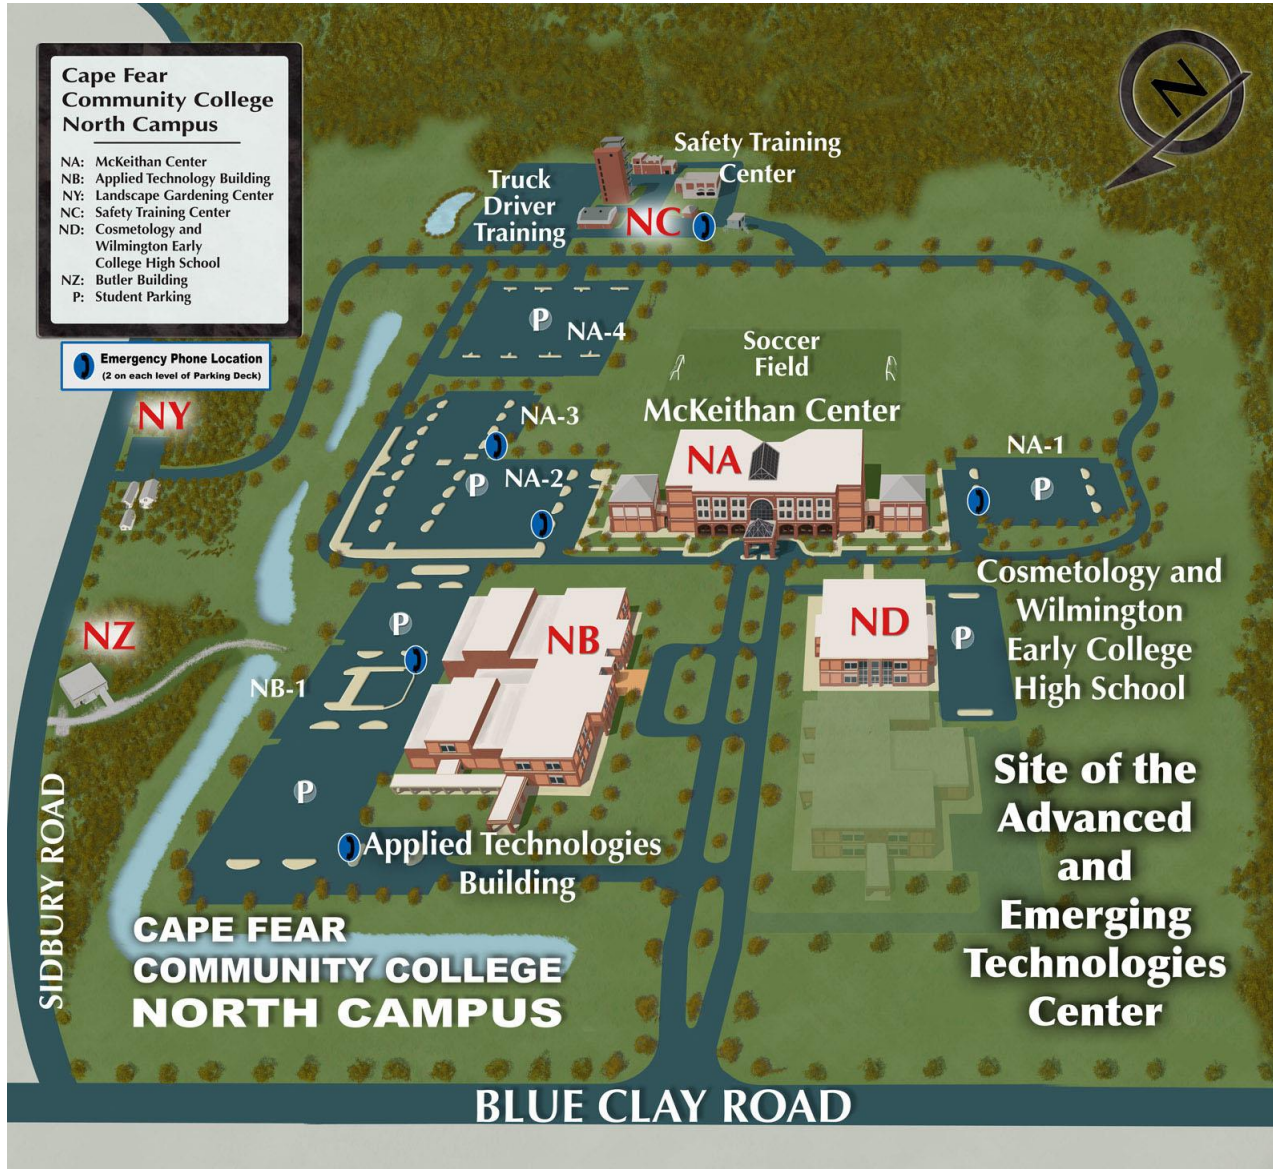 Cape Fear
Community College
North Campus
NA: McKeithan Center
NB: Applied Technology Building
NY: Landscape Gardening Center
NC: Safety Training Center
ND: Cosmetology and
Wilmington Early
College High School
NZ: Butler Building
P: Student Parking
Emergency Phone Location
(2 on each level of Parking Deck)
N
Safety Training
Center
Truck
Driver
Training
NC
P
NA-4
Soccer
Field
McKeithan Center
NY
NA-3
NA-2
P
NA
NA-1
P
Cosmetology and
Wilmington
Early College
High School
NZ
P
NB
ND
P
NB-1
P
Site of the
Advanced
and
Emerging
Technologies
Center
Applied Technologies
Building
SIDBURY ROAD
CAPE FEAR
COMMUNITY COLLEGE
NORTH CAMPUS
BLUE CLAY ROAD